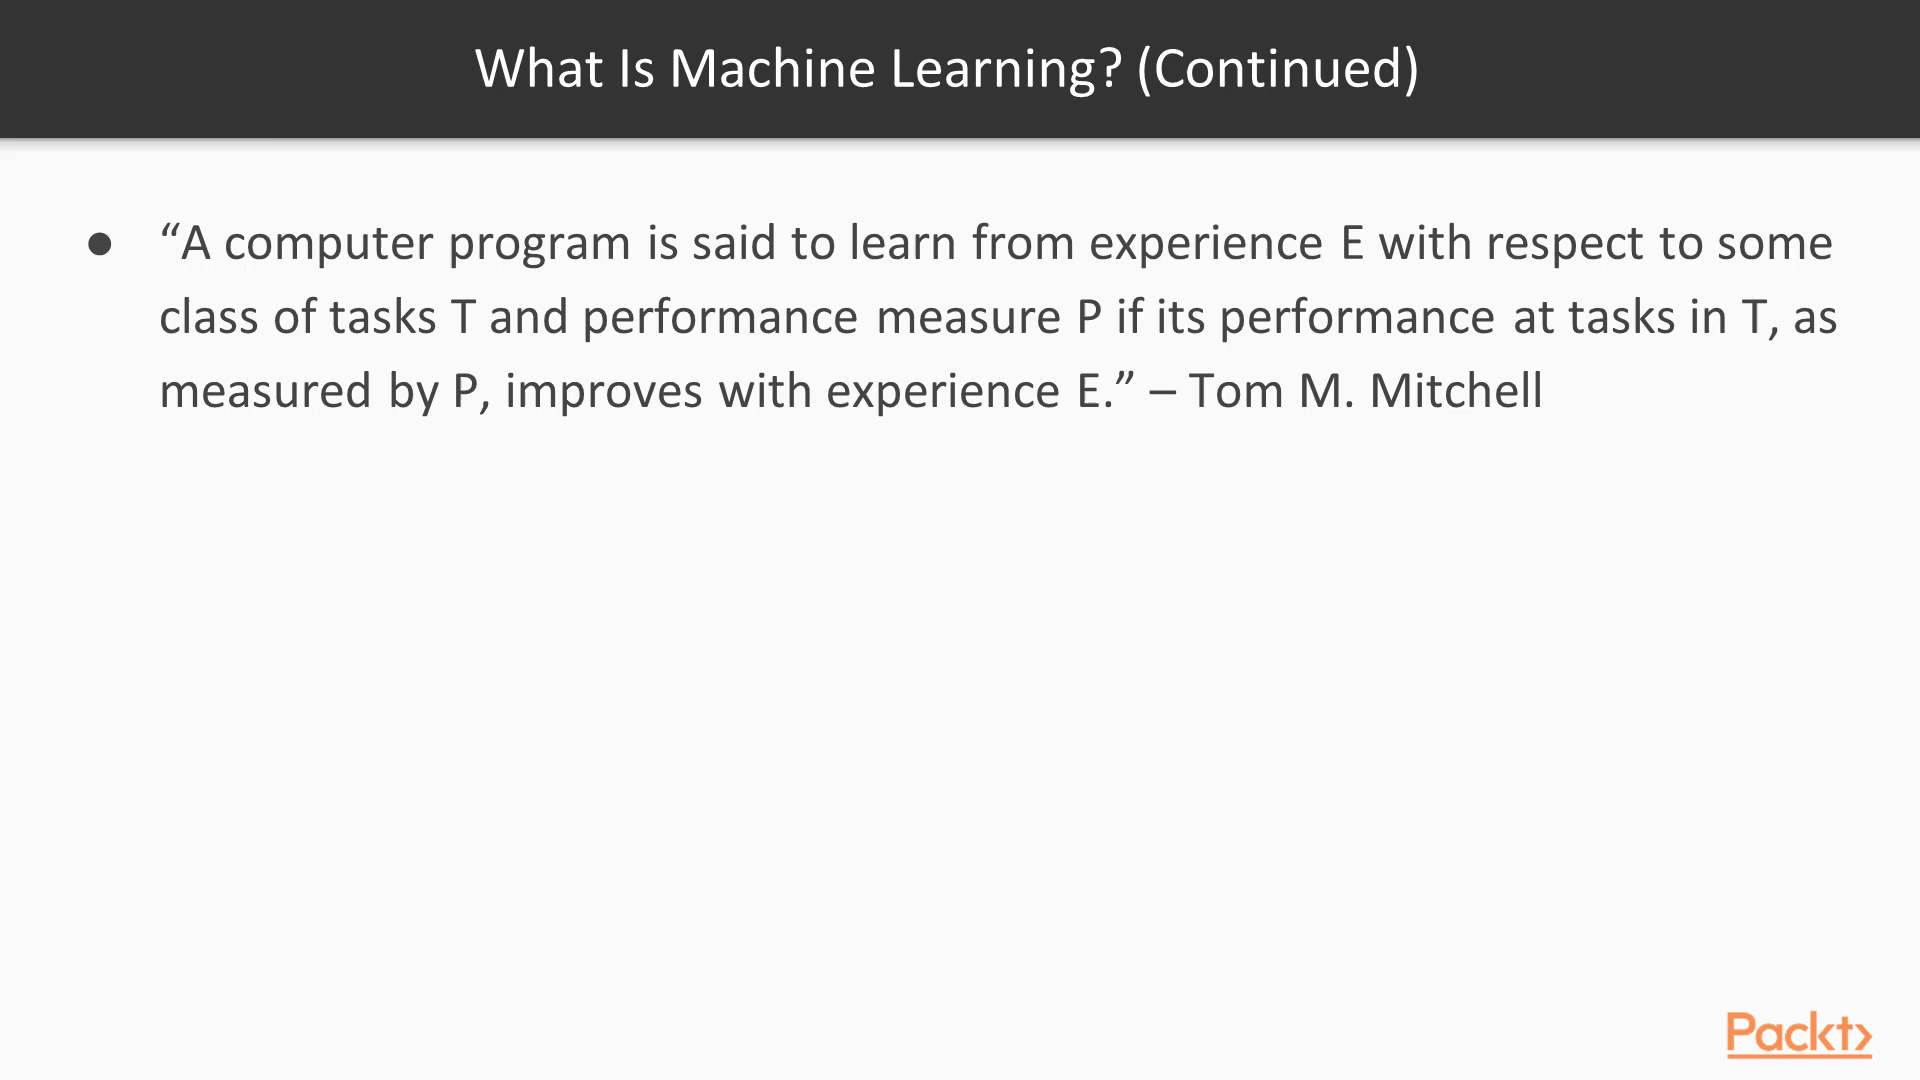 What Is Machine Learning? (Continued)
● “A computer program is said to learn from experience E with respect to some
class of tasks T and performance measure P if its performance at tasks in T, as
measured by P, improves with experience E.” – Tom M. Mitchell
Packt>